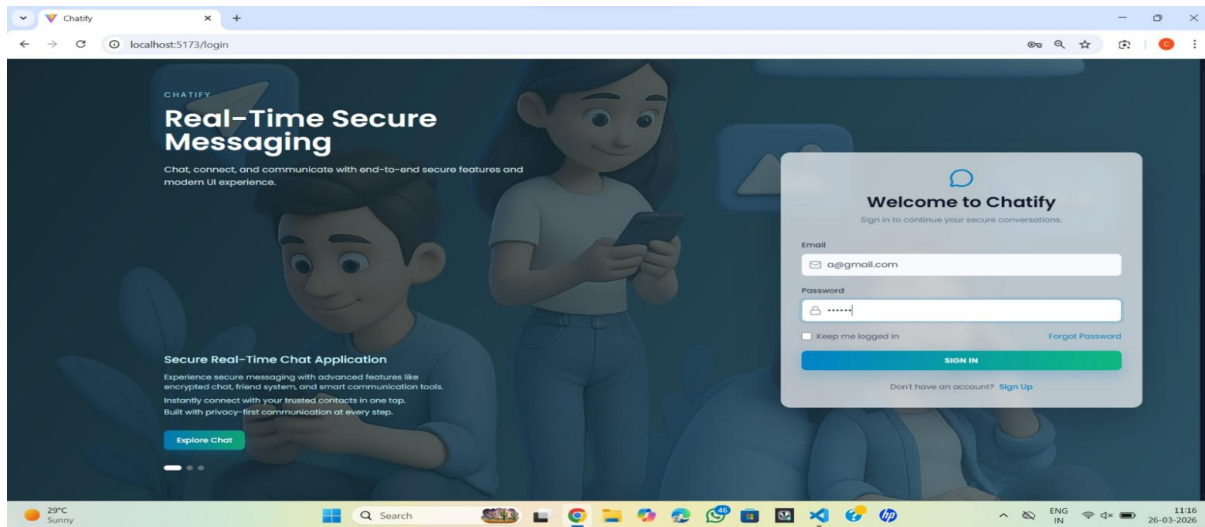 Chatify
localhost:5173/login
CHATIFY
Real-Time Secure
Messaging
Chat, connect, and communicate with end-to-end secure features and
modern UI experience.
Secure Real-Time Chat Application
Experience secure messaging with advanced features like
encrypted chat, friend system, and smart communication tools.
Instantly connect with your trusted contacts in one tap.
Built with privacy-first communication at every step.
Explore Chat
Welcome to Chatify
Sign in to continue your secure conversations.
Email
a@gmail.com
Password
••••••
Keep me logged in
Forgot Password
SIGN IN
Don't have an account? Sign Up
29°C
Sunny
Search
46
hp
ENG
IN
11:16
26-03-2026
C